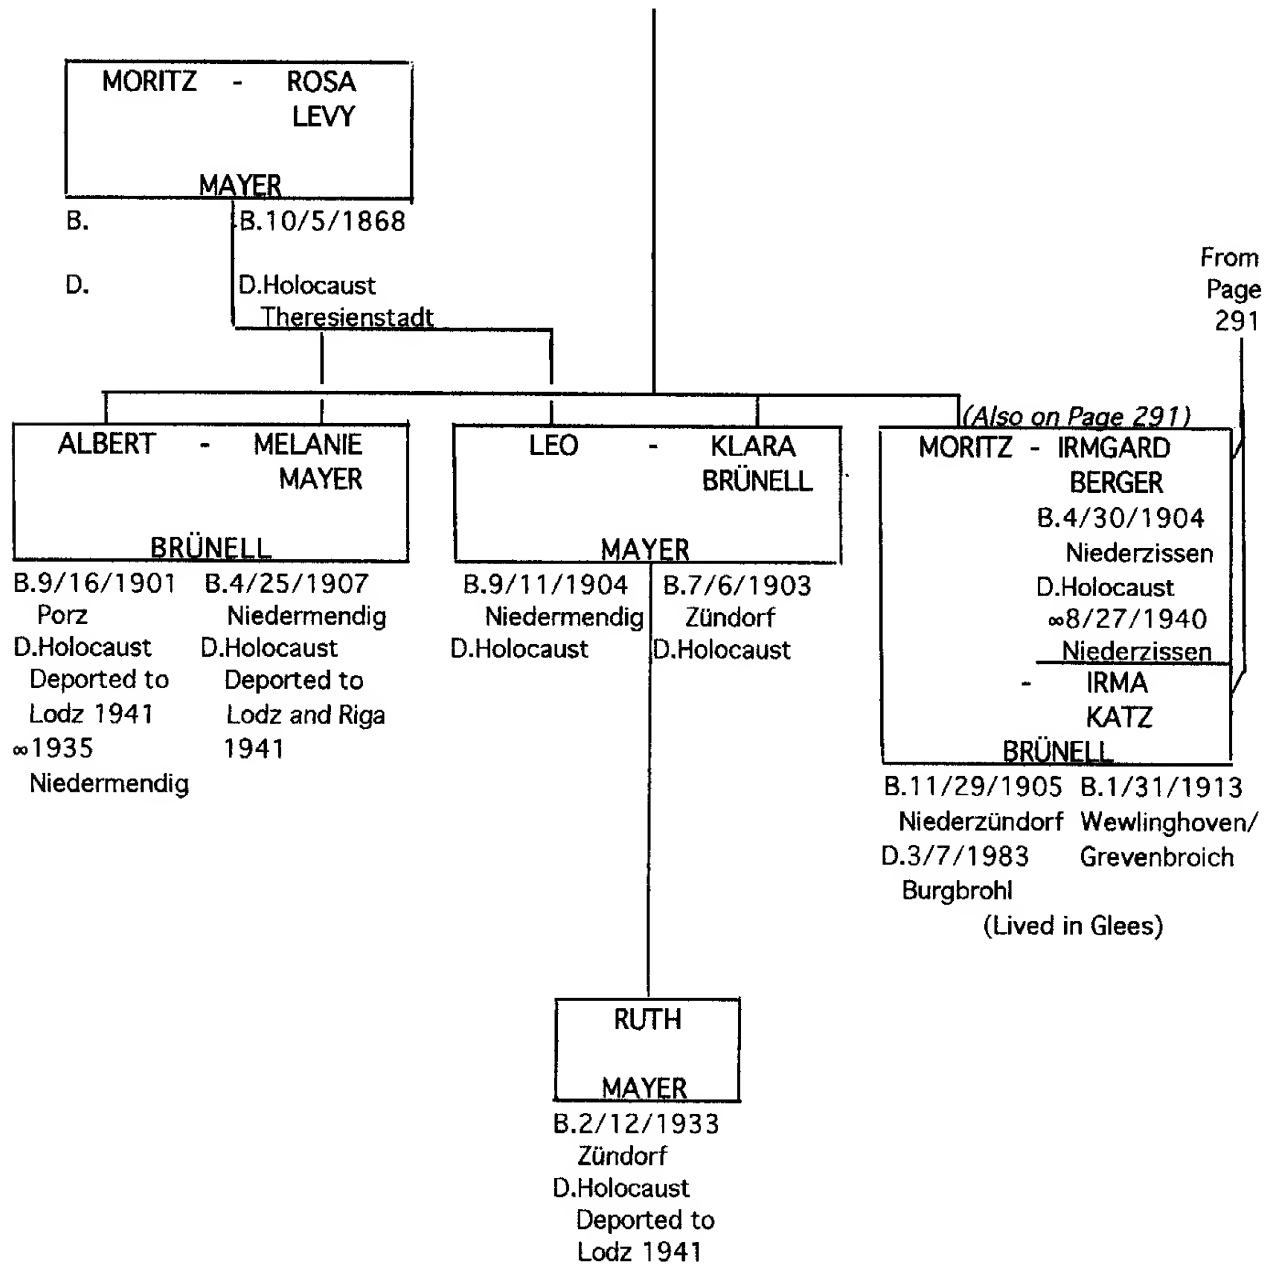 MORITZ - ROSA
LEVY
MAYER
B. B.10/5/1868
D. D.Holocaust
Theresienstadt
From
Page
291
(Also on Page 291)
ALBERT - MELANIE
MAYER
BRÜNELL
B.9/16/1901 B.4/25/1907
Porz Niedermendig
D.Holocaust D.Holocaust
Deported to Deported to
Lodz 1941 Lodz and Riga
∞1935 1941
Niedermendig
LEO - KLARA
BRÜNELL
MAYER
B.9/11/1904 B.7/6/1903
Niedermendig Zündorf
D.Holocaust D.Holocaust
MORITZ - IRMGARD
BERGER
B.4/30/1904
Niederzissen
D.Holocaust
∞8/27/1940
Niederzissen
- IRMA
KATZ
BRÜNELL
B.11/29/1905 B.1/31/1913
Niederzündorf Wewlinghoven/
D.3/7/1983 Grevenbroich
Burgbrohl
(Lived in Glees)
RUTH
MAYER
B.2/12/1933
Zündorf
D.Holocaust
Deported to
Lodz 1941